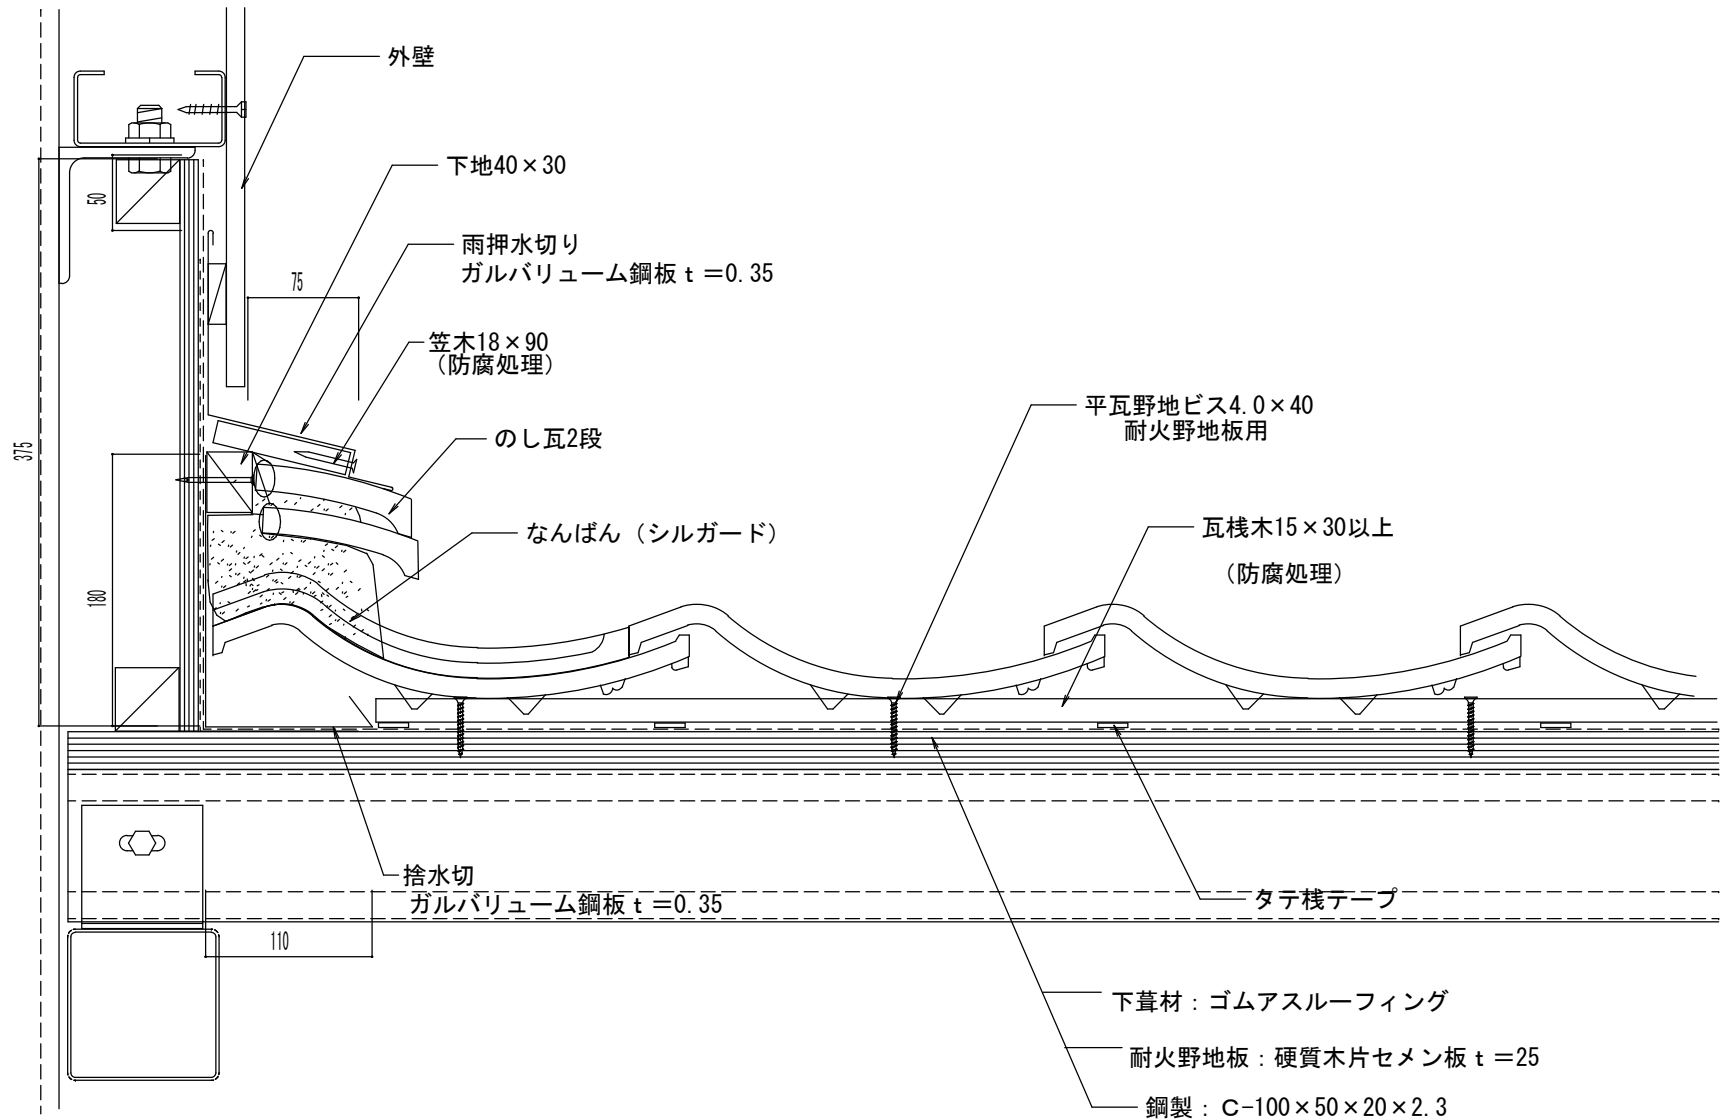 外壁
下地40×30
50
雨押水切り
ガルバリューム鋼板ｔ＝0.35
75
笠木18×90
（防腐処理）
平瓦野地ビス4.0×40
耐火野地板用
のし瓦2段
375
なんばん（シルガード）
瓦桟木15×30以上
（防腐処理）
180
捨水切
ガルバリューム鋼板ｔ＝0.35
タテ桟テープ
110
下葺材：ゴムアスルーフィング
耐火野地板：硬質木片セメン板ｔ＝25
鋼製：Ｃ-100×50×20×2.3